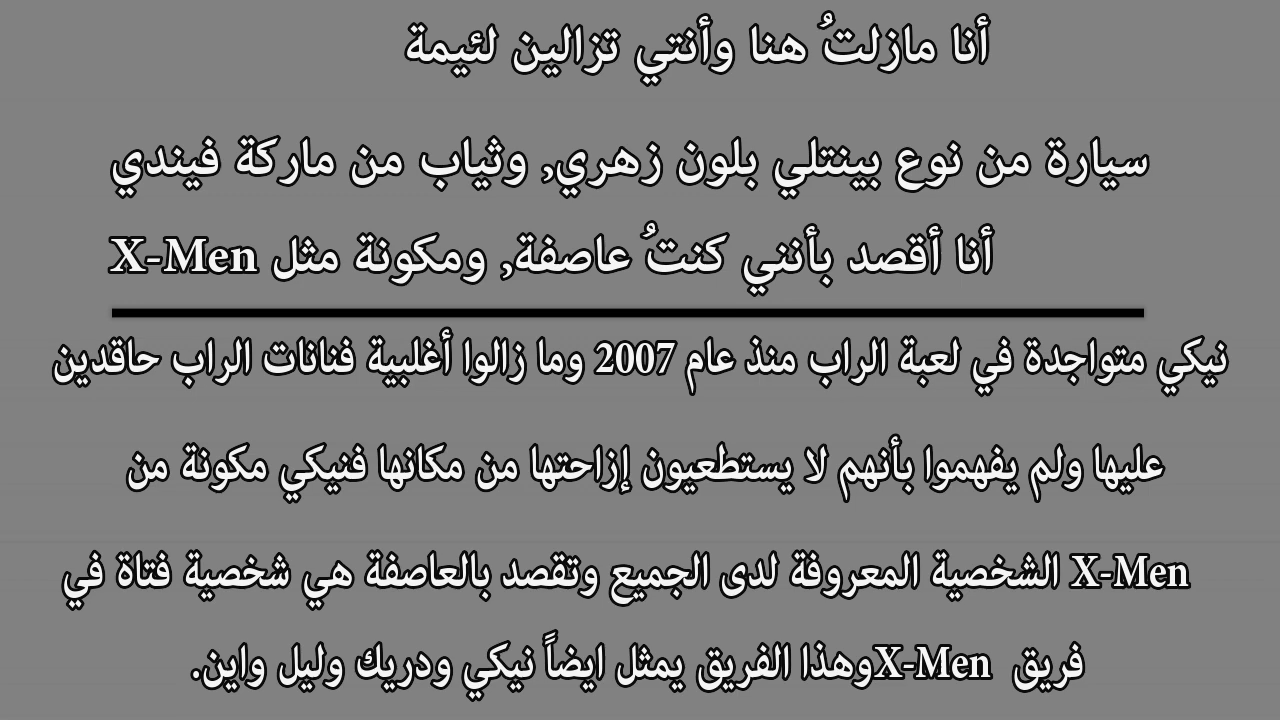 أنا مازلتُ هنا وأنتي تزالين لئيمة
سيارة من نوع بينتلي بلون زهري, وثياب من ماركة فيندي
أنا أقصد بأنني كنتُ عاصفة, ومكونة مثل X-Men
نيكي متواجدة في لعبة الراب منذ عام 2007 وما زالوا أغلبية فنانات الراب حاقدين
عليها ولم يفهموا بأنهم لا يستطعيون إزاحتها من مكانها فنيكي مكونة من
X-Men الشخصية المعروفة لدى الجميع وتقصد بالعاصفة هي شخصية فتاة في
فريق X-Menوهذا الفريق يمثل ايضاً نيكي ودريك وليل واين.